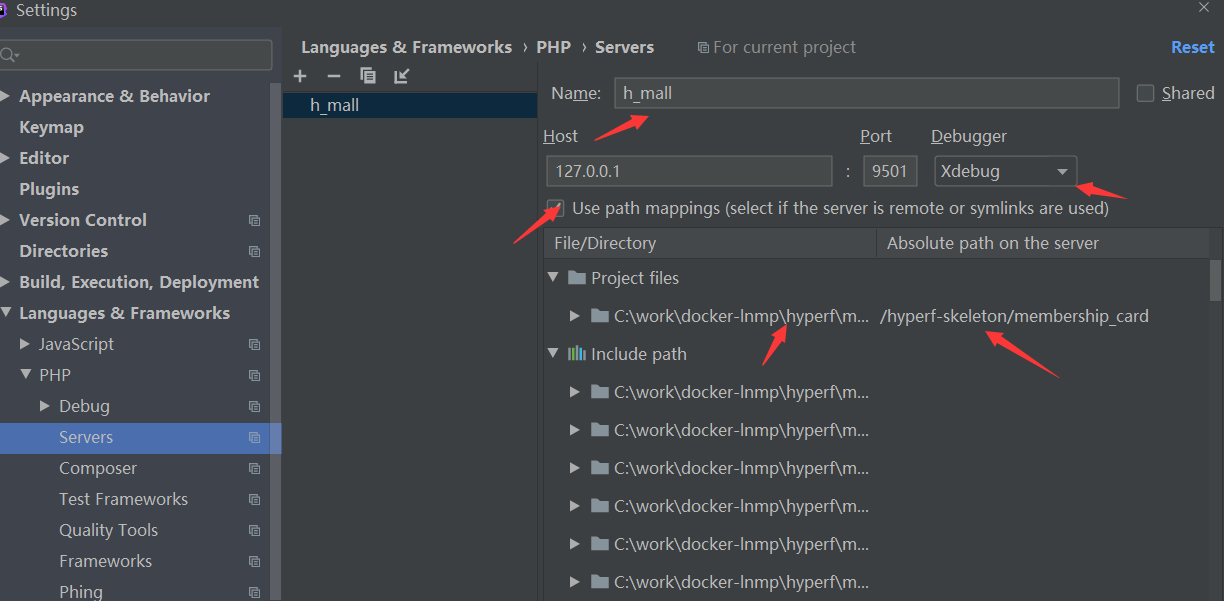 Settings
Languages & Frameworks › PHP › Servers For current project Reset
Appearance & Behavior
Keymap
Editor
Plugins
Version Control
Directories
Build, Execution, Deployment
Languages & Frameworks
JavaScript
PHP
Debug
Servers
Composer
Test Frameworks
Quality Tools
Frameworks
Phing
h_mall
Name: h_mall Shared
Host Port Debugger
127.0.0.1 : 9501 Xdebug
Use path mappings (select if the server is remote or symlinks are used)
File/Directory Absolute path on the server
Project files
C:\work\docker-lnmp\hyperf\m... /hyperf-skeleton/membership_card
Include path
C:\work\docker-lnmp\hyperf\m...
C:\work\docker-lnmp\hyperf\m...
C:\work\docker-lnmp\hyperf\m...
C:\work\docker-lnmp\hyperf\m...
C:\work\docker-lnmp\hyperf\m...
C:\work\docker-lnmp\hyperf\m...